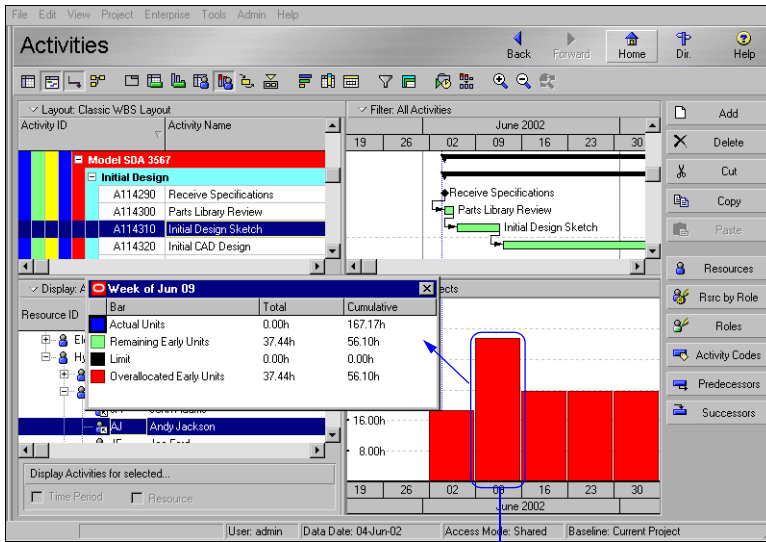 File Edit View Project Enterprise Tools Admin Help
Activities
Back Forward Home Dir. Help
Layout: Classic WBS Layout
Filter: All Activities
Activity ID Activity Name
June 2002
19 26 02 09 16 23 30
Model SDA 3567
Initial Design
A114290 Receive Specifications
A114300 Parts Library Review
A114310 Initial Design Sketch
A114320 Initial CAD Design
Receive Specifications
Parts Library Review
Initial Design Sketch
Add
Delete
Cut
Copy
Paste
Resources
Rsrc by Role
Roles
Activity Codes
Predecessors
Successors
Display: A
Resource ID
El
Hy
Week of Jun 09
Bar Total Cumulative
Actual Units 0.00h 167.17h
Remaining Early Units 37.44h 56.10h
Limit 0.00h 0.00h
Overallocated Early Units 37.44h 56.10h
ects
AJ Andy Jackson
16.00h
8.00h
19 26 02 09 16 23 30
June 2002
Display Activities for selected...
Time Period Resource
User: admin Data Date: 04-Jun-02 Access Mode: Shared Baseline: Current Project